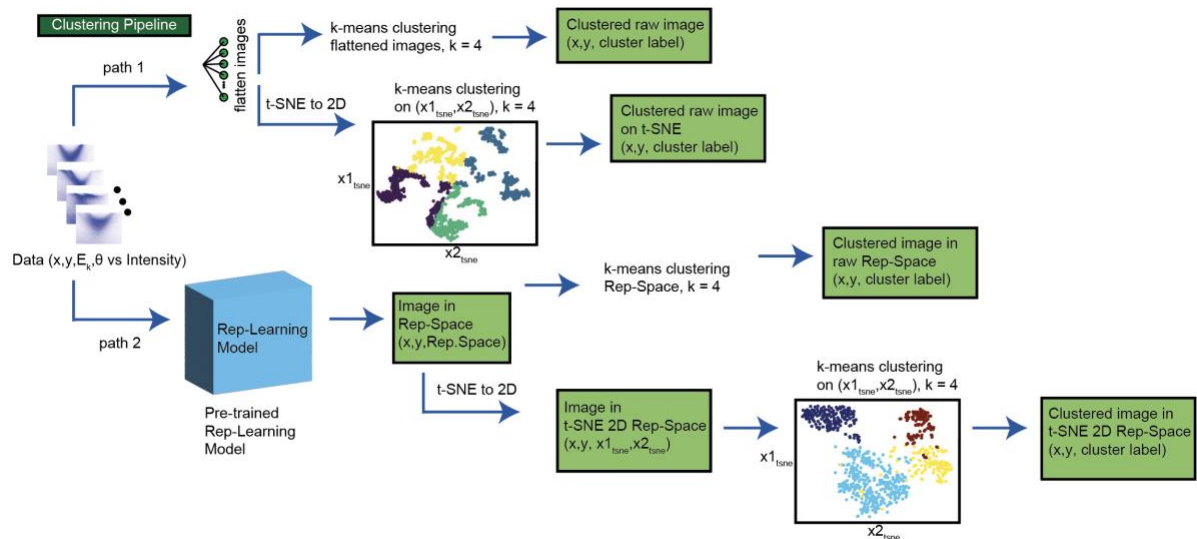 Clustering Pipeline
path 1
flatten images
k-means clustering
flattened images, k = 4
Clustered raw image
(x,y, cluster label)
t-SNE to 2D
k-means clustering
on (x1tsne,x2tsne), k = 4
x1tsne
x2tsne
Clustered raw image
on t-SNE
(x,y, cluster label)
Data (x,y,Ek,θ vs Intensity)
path 2
Rep-Learning
Model
Pre-trained
Rep-Learning
Model
Image in
Rep-Space
(x,y,Rep.Space)
k-means clustering
Rep-Space, k = 4
Clustered image in
raw Rep-Space
(x,y, cluster label)
t-SNE to 2D
Image in
t-SNE 2D Rep-Space
(x,y, x1tsne,x2tsne)
k-means clustering
on (x1tsne,x2tsne), k = 4
x1tsne
x2tsne
Clustered image in
t-SNE 2D Rep-Space
(x,y, cluster label)